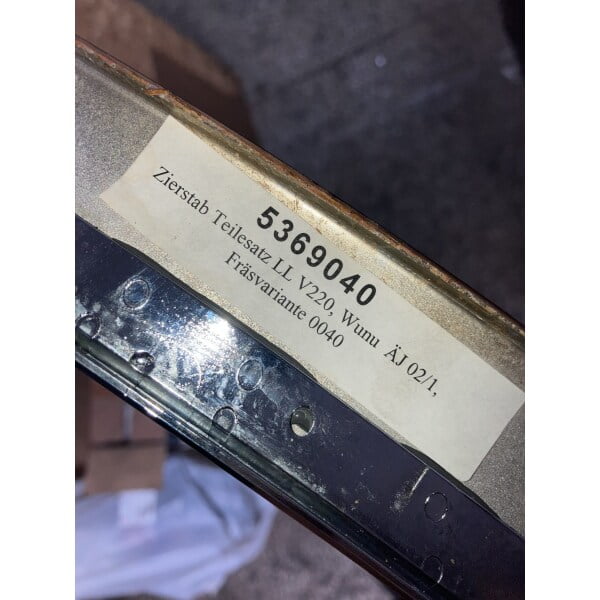 5369040
Zierstab Teilesatz LL V220, Wunu ÄJ 02/1,
Fräsvariante 0040